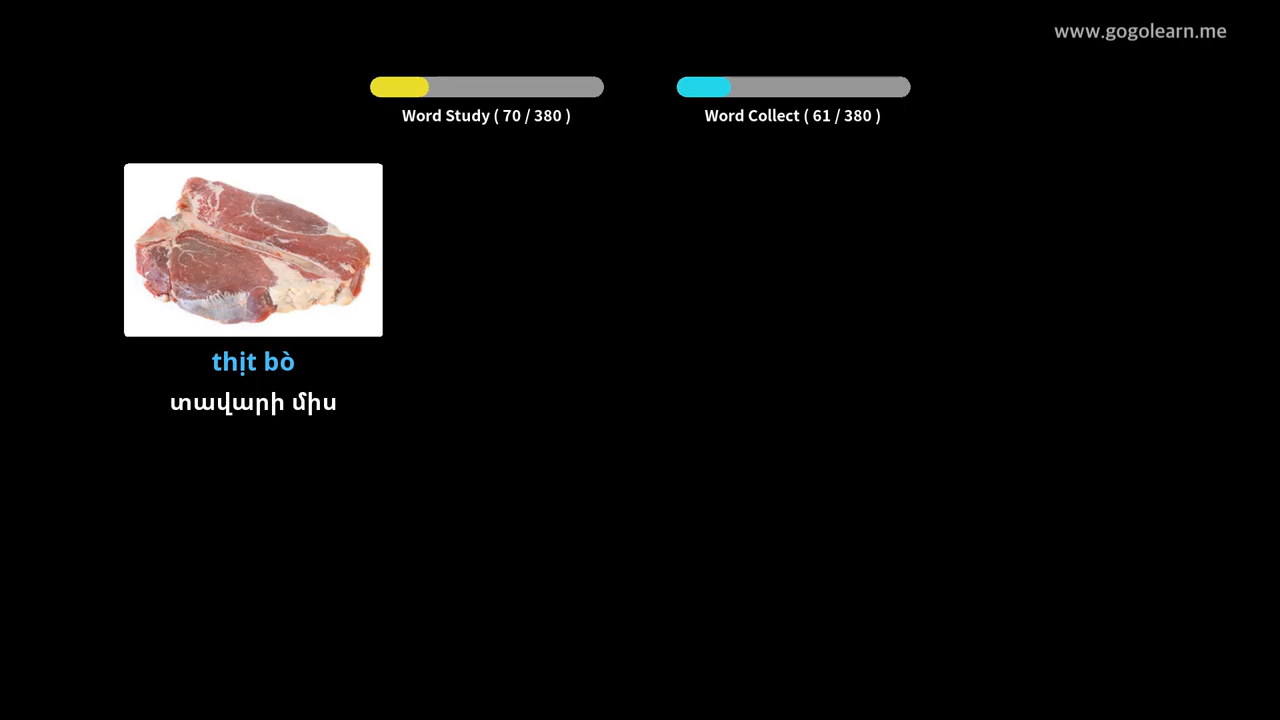 www.gogolearn.me
Word Study ( 70 / 380 )
Word Collect ( 61 / 380 )
thịt bò
տավարի միս